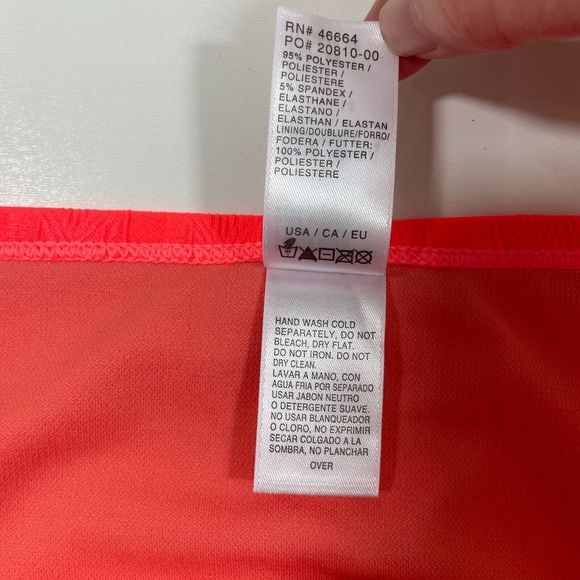 RN# 46664
PO# 20810-00
95% POLYESTER /
POLIESTER /
POLIESTERE
5% SPANDEX /
ELASTHANE /
ELASTANO /
ELASTHAN / ELASTAN
LINING/DOUBLURE/FORRO/
FODERA / FUTTER:
100% POLYESTER /
POLIESTER /
POLIESTERE
USA / CA / EU
HAND WASH COLD
SEPARATELY, DO NOT
BLEACH, DRY FLAT.
DO NOT IRON. DO NOT
DRY CLEAN.
LAVAR A MANO, CON
AGUA FRIA POR SEPARADO
USAR JABON NEUTRO
O DETERGENTE SUAVE.
NO USAR BLANQUEADOR
O CLORO, NO EXPRIMIR
SECAR COLGADO A LA
SOMBRA, NO PLANCHAR
OVER